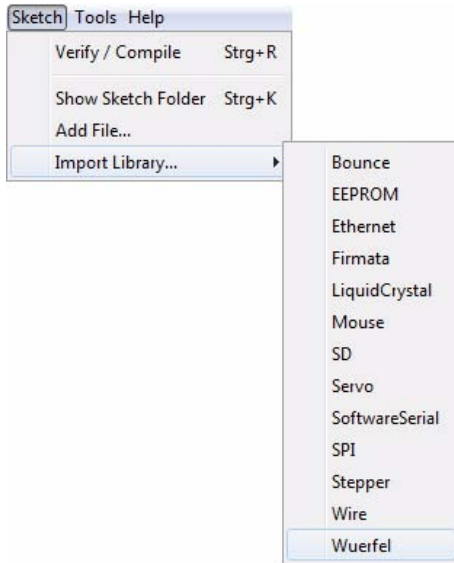 Sketch Tools Help
Verify / Compile Strg+R
Show Sketch Folder Strg+K
Add File...
Import Library...
Bounce
EEPROM
Ethernet
Firmata
LiquidCrystal
Mouse
SD
Servo
SoftwareSerial
SPI
Stepper
Wire
Wuerfel